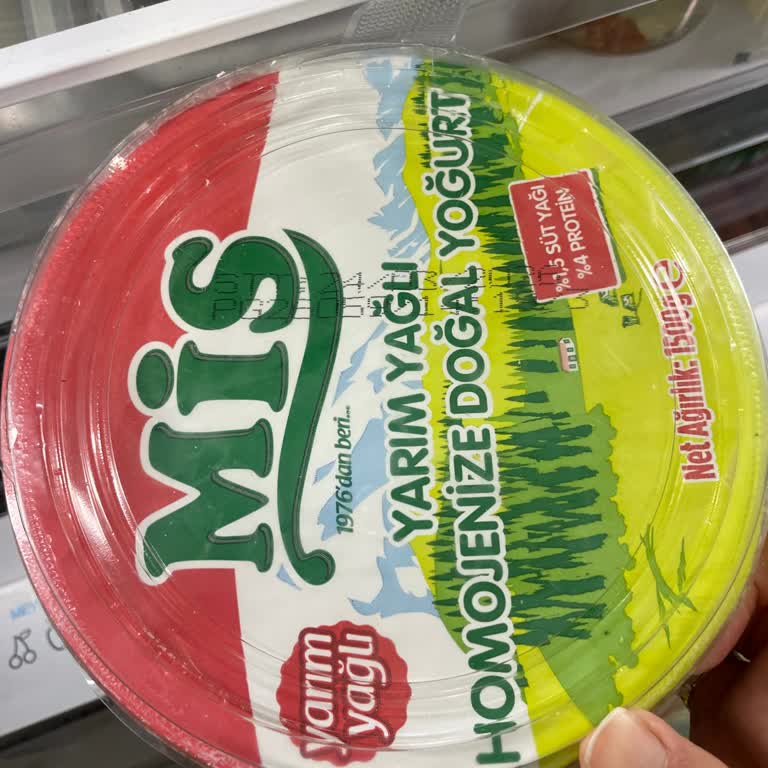 MİS
1976'dan beri...
yarım
yağlı
YARIM YAĞLI
HOMOJENİZE DOĞAL YOĞURT
%1,5 SÜT YAĞI
%4 PROTEİN
Net Ağırlık: 1500g ℮